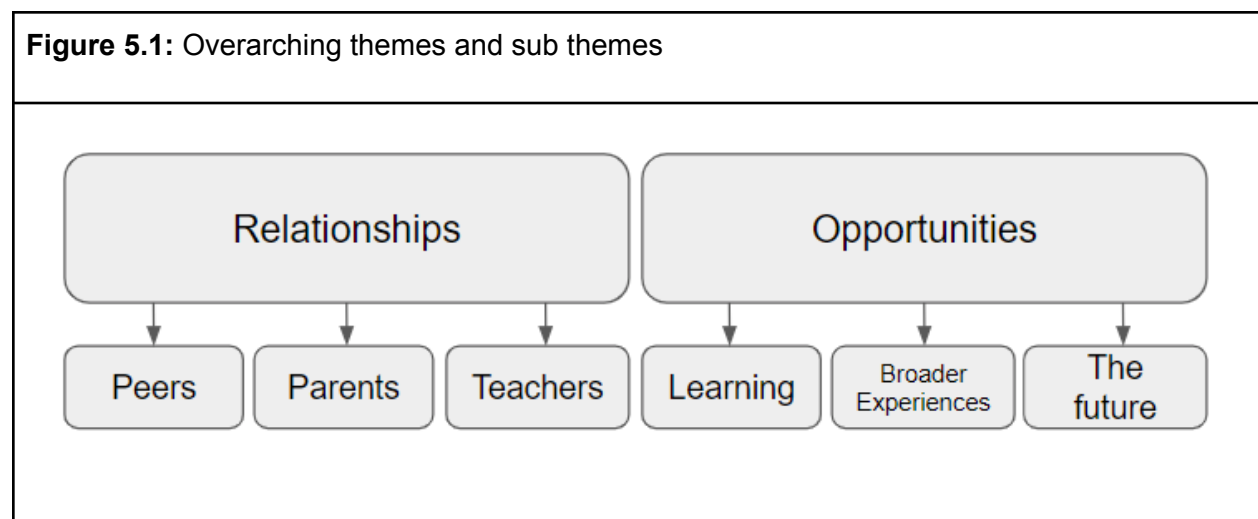 Figure 5.1: Overarching themes and sub themes
Relationships
Opportunities
Peers
Parents
Teachers
Learning
Broader
Experiences
The
future